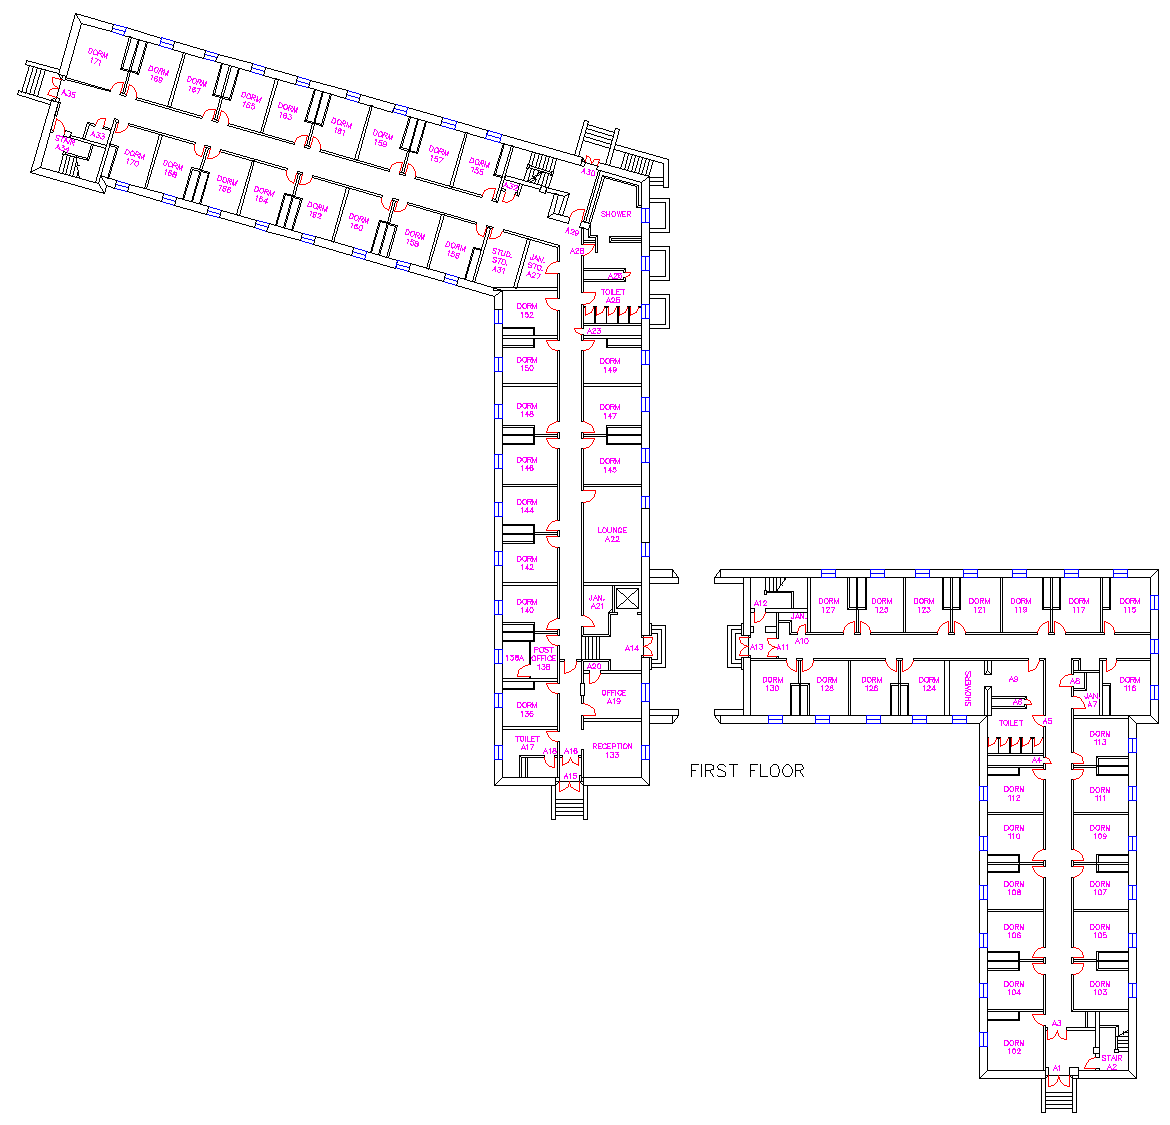 DORM
171
DORM
169
DORM
167
DORM
165
DORM
163
DORM
161
DORM
159
DORM
157
DORM
155
A35
A33
STAIR
A34
DORM
170
DORM
168
DORM
166
DORM
164
DORM
162
DORM
160
DORM
158
DORM
156
STUD.
STO.
A31
JAN.
STO.
A27
A32
A30
SHOWER
A29
A28
A26
TOILET
A25
A23
DORM
152
DORM
150
DORM
149
DORM
148
DORM
147
DORM
146
DORM
145
DORM
144
LOUNGE
A22
DORM
142
DORM
140
JAN.
A21
A14
138A
POST
OFFICE
138
A20
OFFICE
A19
DORM
136
TOILET
A17
A18
A16
RECEPTION
133
A15
FIRST FLOOR
A12
JAN.
A10
A13
A11
DORM
127
DORM
125
DORM
123
DORM
121
DORM
119
DORM
117
DORM
115
DORM
130
DORM
128
DORM
126
DORM
124
SHOWERS
A9
A8
A6
JAN
A7
DORM
116
TOILET
A5
A4
DORM
113
DORM
112
DORM
111
DORM
110
DORM
109
DORM
108
DORM
107
DORM
106
DORM
105
DORM
104
DORM
103
DORM
102
A3
A1
STAIR
A2